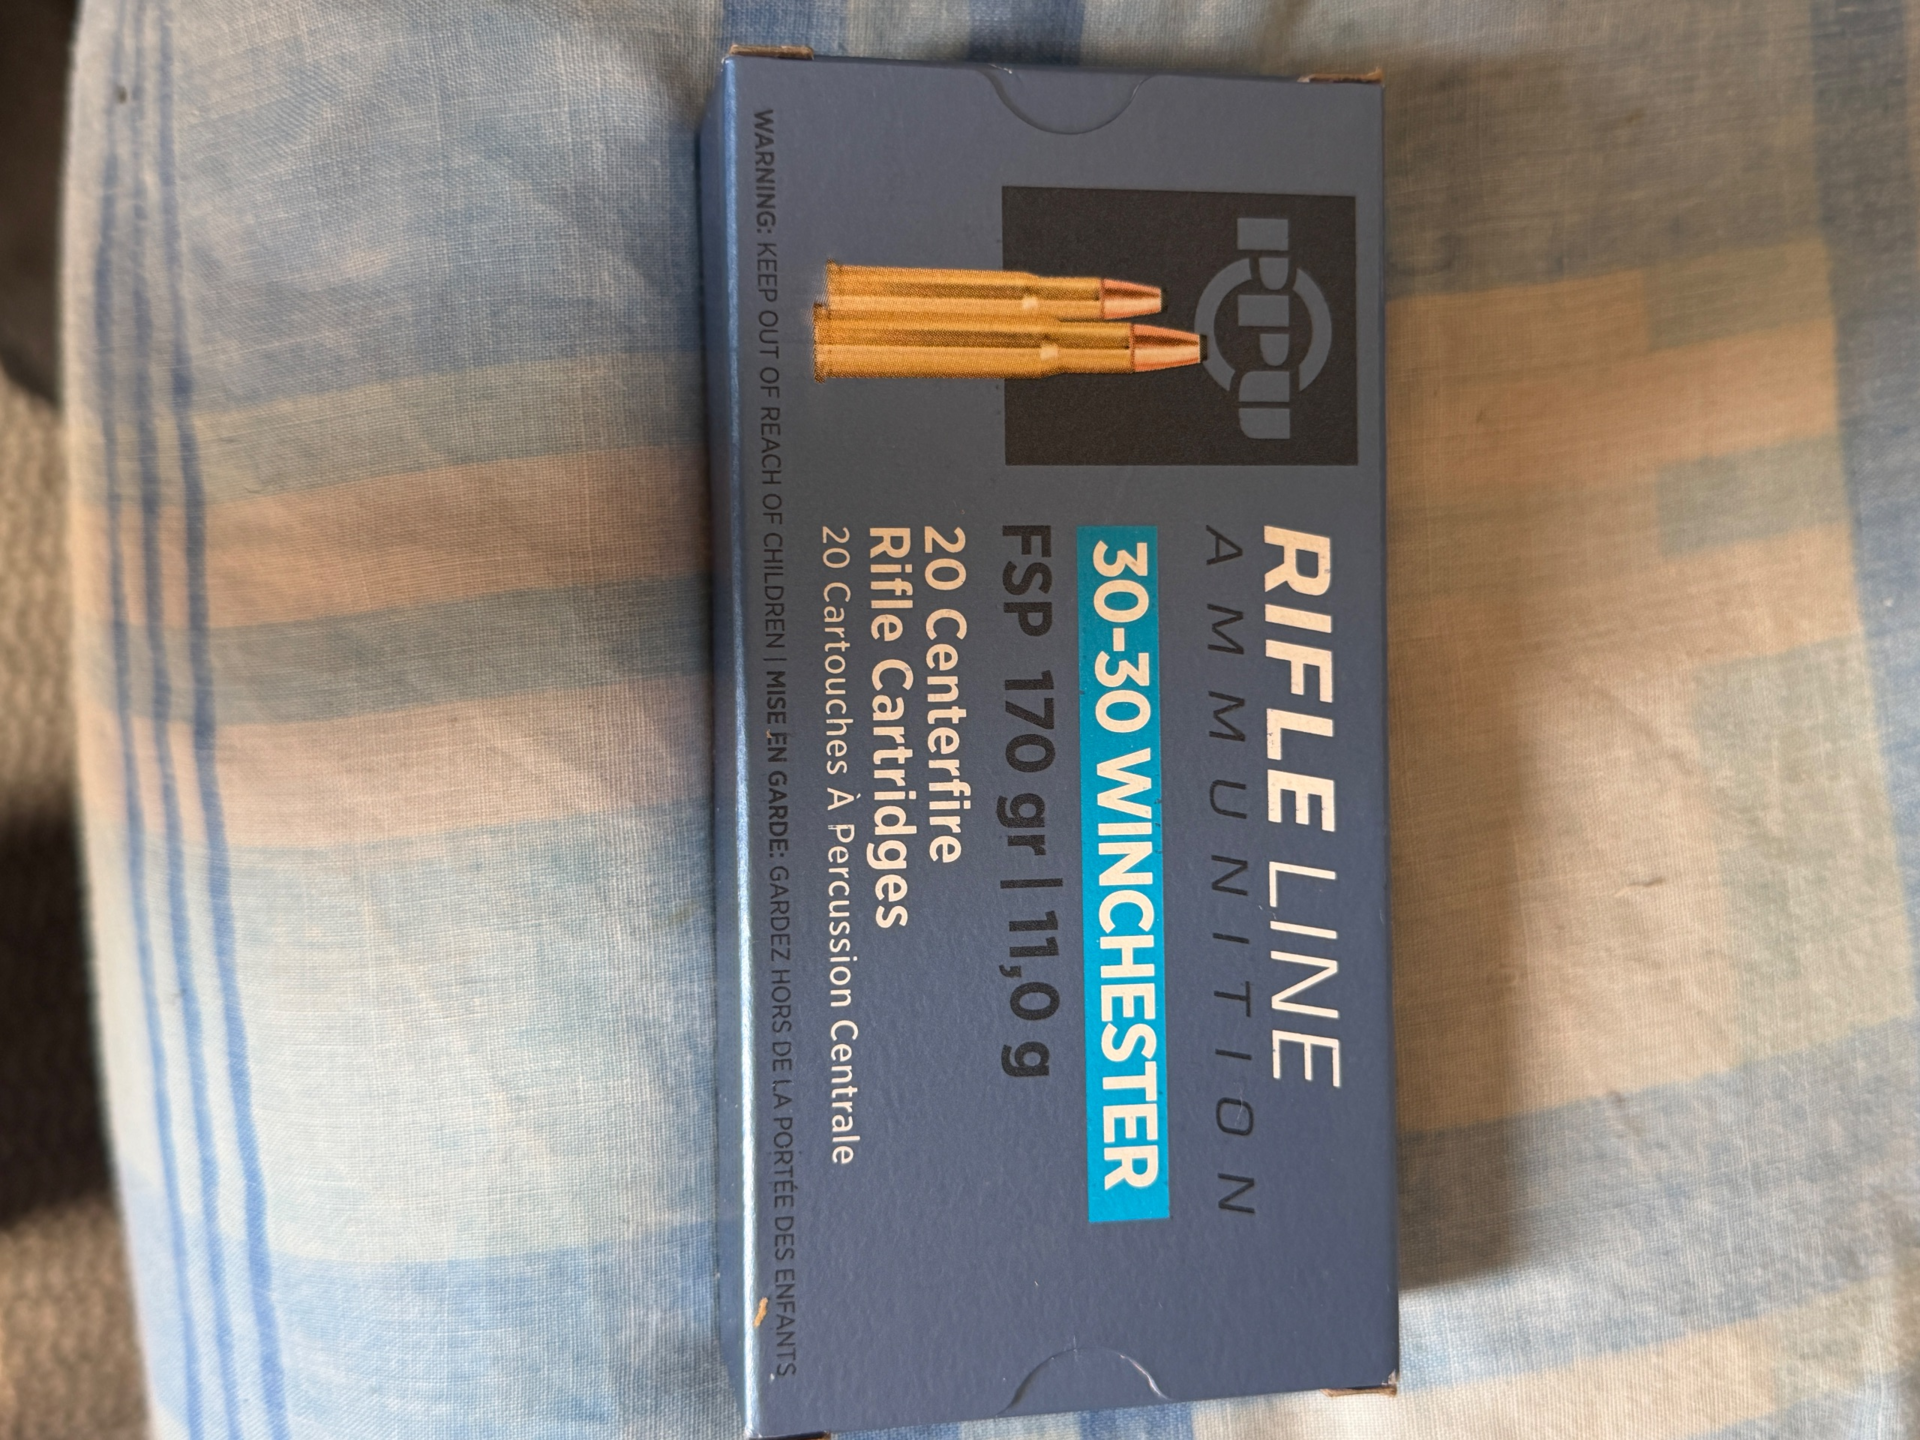 PPU
RIFLE LINE
AMMUNITION
30-30 WINCHESTER
FSP 170 gr | 11,0 g
20 Centerfire
Rifle Cartridges
20 Cartouches À Percussion Centrale
WARNING: KEEP OUT OF REACH OF CHILDREN | MISE EN GARDE: GARDEZ HORS DE LA PORTÉE DES ENFANTS